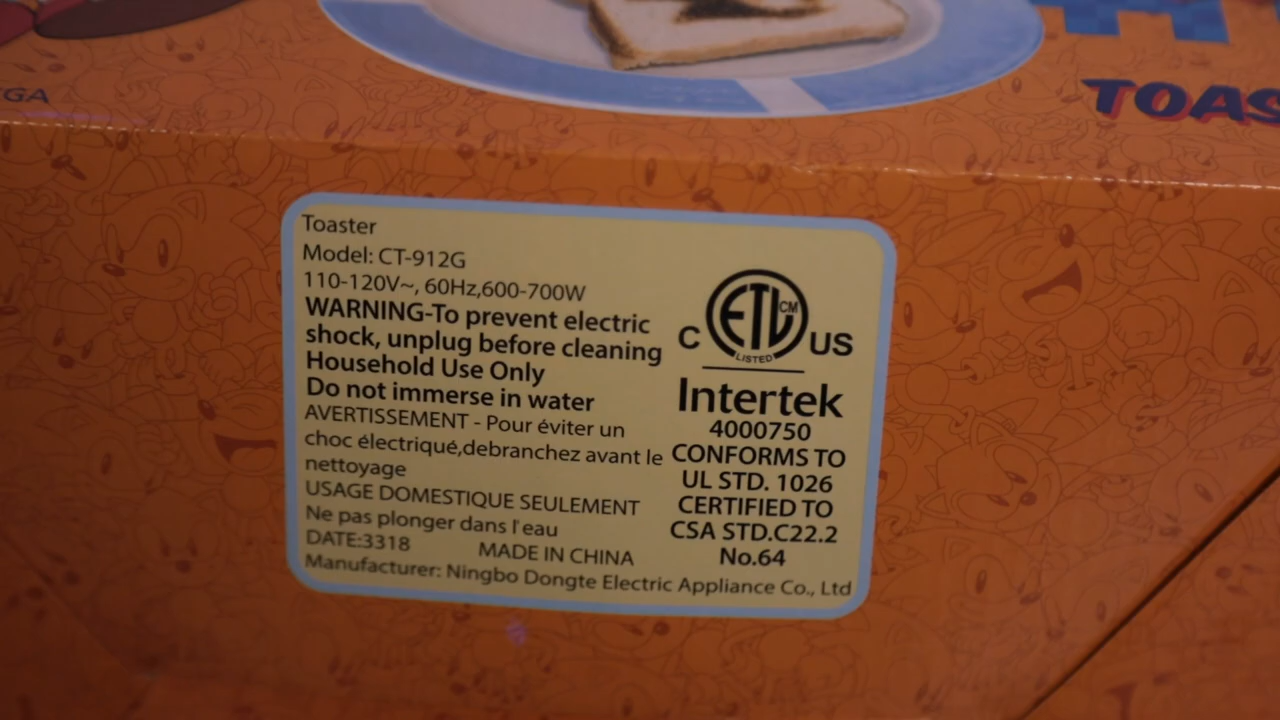 Toaster
Model: CT-912G
110-120V~, 60Hz,600-700W
WARNING-To prevent electric
shock, unplug before cleaning
Household Use Only
Do not immerse in water
AVERTISSEMENT - Pour éviter un
choc électriqué,debranchez avant le
nettoyage
USAGE DOMESTIQUE SEULEMENT
Ne pas plonger dans l'eau
DATE:3318 MADE IN CHINA
Manufacturer: Ningbo Dongte Electric Appliance Co., Ltd
C ETL CM US
LISTED
Intertek
4000750
CONFORMS TO
UL STD. 1026
CERTIFIED TO
CSA STD.C22.2
No.64